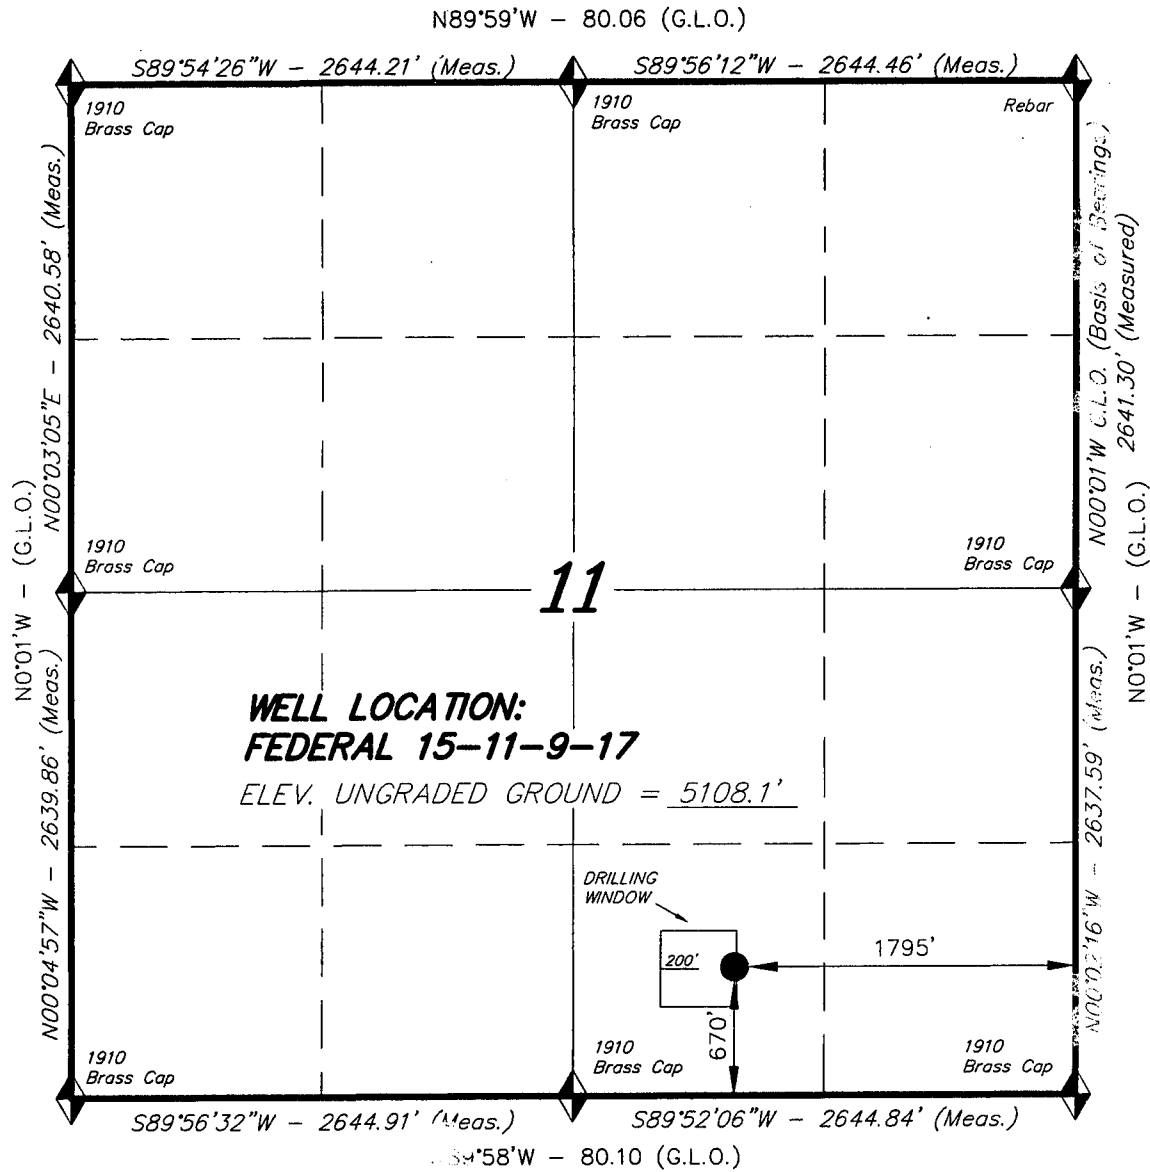 N89°59'W – 80.06 (G.L.O.)
S89°54'26"W – 2644.21' (Meas.)
S89°56'12"W – 2644.46' (Meas.)
1910
Brass Cap
1910
Brass Cap
Rebar
N00°03'05"E – 2640.58' (Meas.)
N00°01'W G.L.O. (Basis of Bearings)
2641.30' (Measured)
N0°01'W – (G.L.O.)
N0°01'W – (G.L.O.)
1910
Brass Cap
1910
Brass Cap
11
WELL LOCATION:
FEDERAL 15–11–9–17
ELEV. UNGRADED GROUND = 5108.1'
N00°04'57"W – 2639.86' (Meas.)
N00°02'16"W – 2637.59' (Meas.)
DRILLING
WINDOW
200'
1795'
670'
1910
Brass Cap
1910
Brass Cap
1910
Brass Cap
S89°56'32"W – 2644.91' (Meas.)
S89°52'06"W – 2644.84' (Meas.)
58'W – 80.10 (G.L.O.)